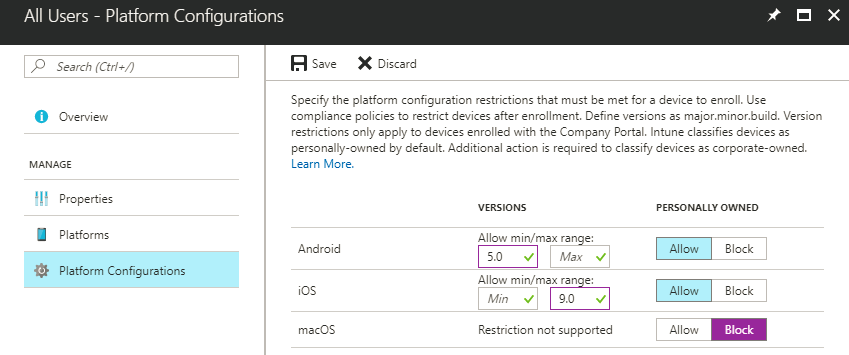 All Users - Platform Configurations
Search (Ctrl+/)
Overview
MANAGE
Properties
Platforms
Platform Configurations
Save Discard
Specify the platform configuration restrictions that must be met for a device to enroll. Use
compliance policies to restrict devices after enrollment. Define versions as major.minor.build. Version
restrictions only apply to devices enrolled with the Company Portal. Intune classifies devices as
personally-owned by default. Additional action is required to classify devices as corporate-owned.
Learn More.
VERSIONS PERSONALLY OWNED
Allow min/max range:
Android 5.0 Max Allow Block
Allow min/max range:
iOS Min 9.0 Allow Block
macOS Restriction not supported Allow Block